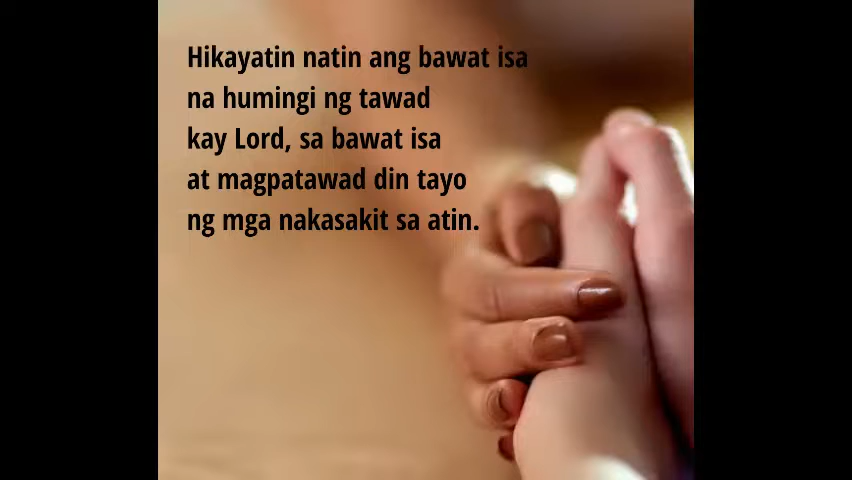 Hikayatin natin ang bawat isa
na humingi ng tawad
kay Lord, sa bawat isa
at magpatawad din tayo
ng mga nakasakit sa atin.